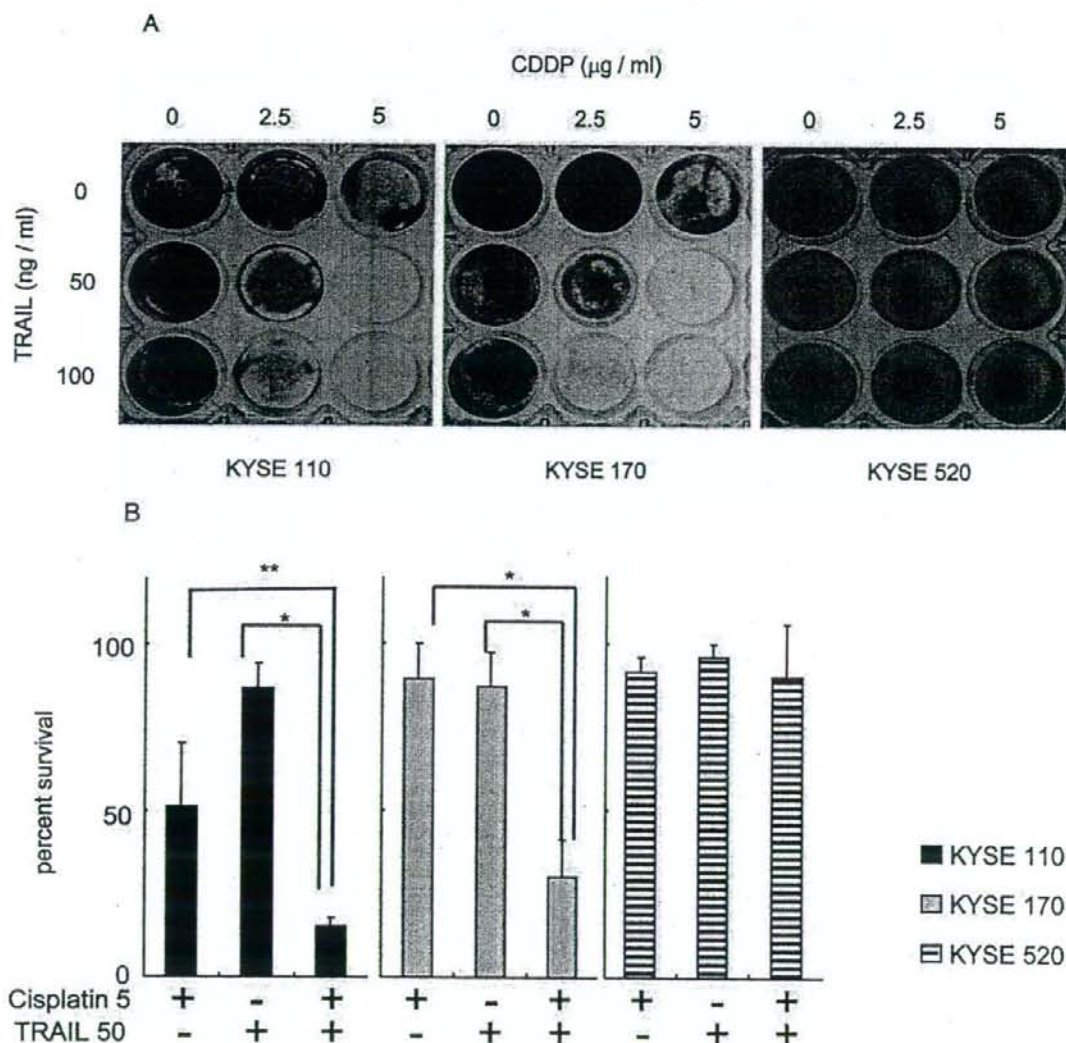 A
CDDP (µg / ml)
0 2.5 5 0 2.5 5 0 2.5 5
TRAIL (ng / ml)
0
50
100
KYSE 110 KYSE 170 KYSE 520
B
** * * *
percent survival
100
50
0
KYSE 110
KYSE 170
KYSE 520
Cisplatin 5 + - + + - + + - +
TRAIL 50 - + + - + + - + +